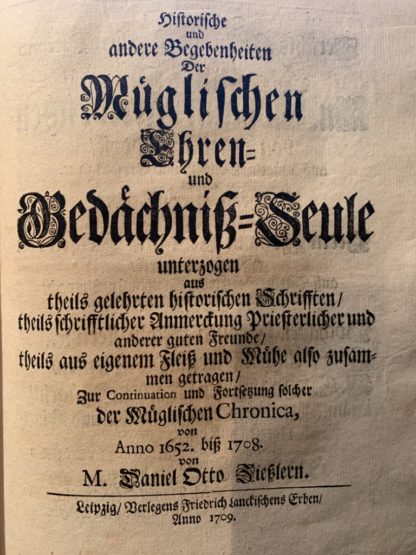 Historische
und
andere Begebenheiten
Der
Müglischen
Ehren-
und
Gedächniß-Seule
unterzogen
aus
theils gelehrten historischen Schrifften/
theils schrifftlicher Anmerckung Priesterlicher und
anderer guten Freunde/
theils aus eigenem Fleiß und Mühe also zusam-
men getragen/
Zur Continuation und Fortsetzung solcher
der Müglischen Chronica,
von
Anno 1652. biß 1708.
von
M. Daniel Otto Zießlern.
Leipzig/ Verlegens Friedrich Lanckischens Erben/
Anno 1709.